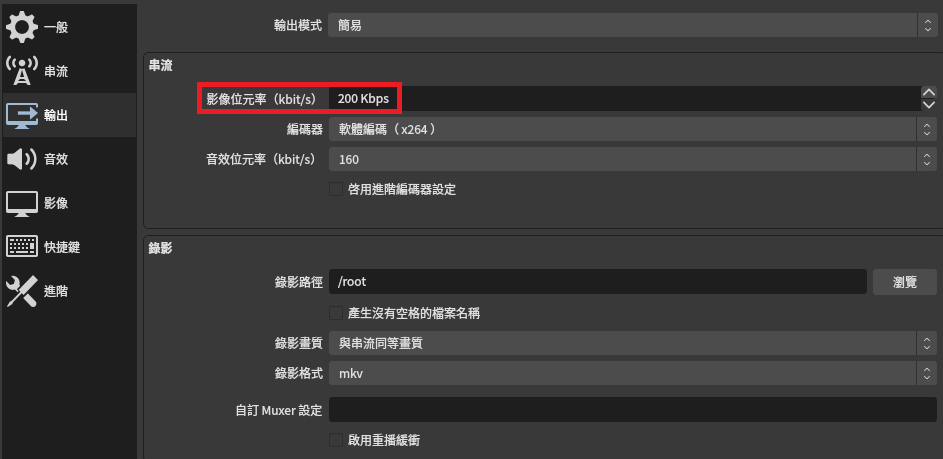 一般
串流
輸出
音效
影像
快捷鍵
進階
輸出模式 簡易
串流
影像位元率（kbit/s） 200 Kbps
編碼器 軟體編碼（x264）
音效位元率（kbit/s） 160
啓用進階編碼器設定
錄影
錄影路徑 /root 瀏覽
產生沒有空格的檔案名稱
錄影畫質 與串流同等畫質
錄影格式 mkv
自訂 Muxer 設定
啟用重播緩衝